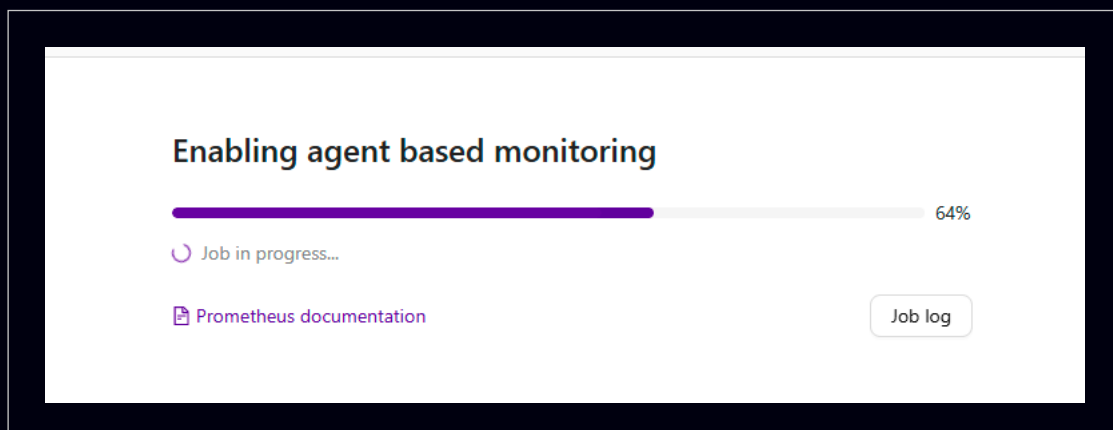 Enabling agent based monitoring
64%
Job in progress...
Prometheus documentation
Job log